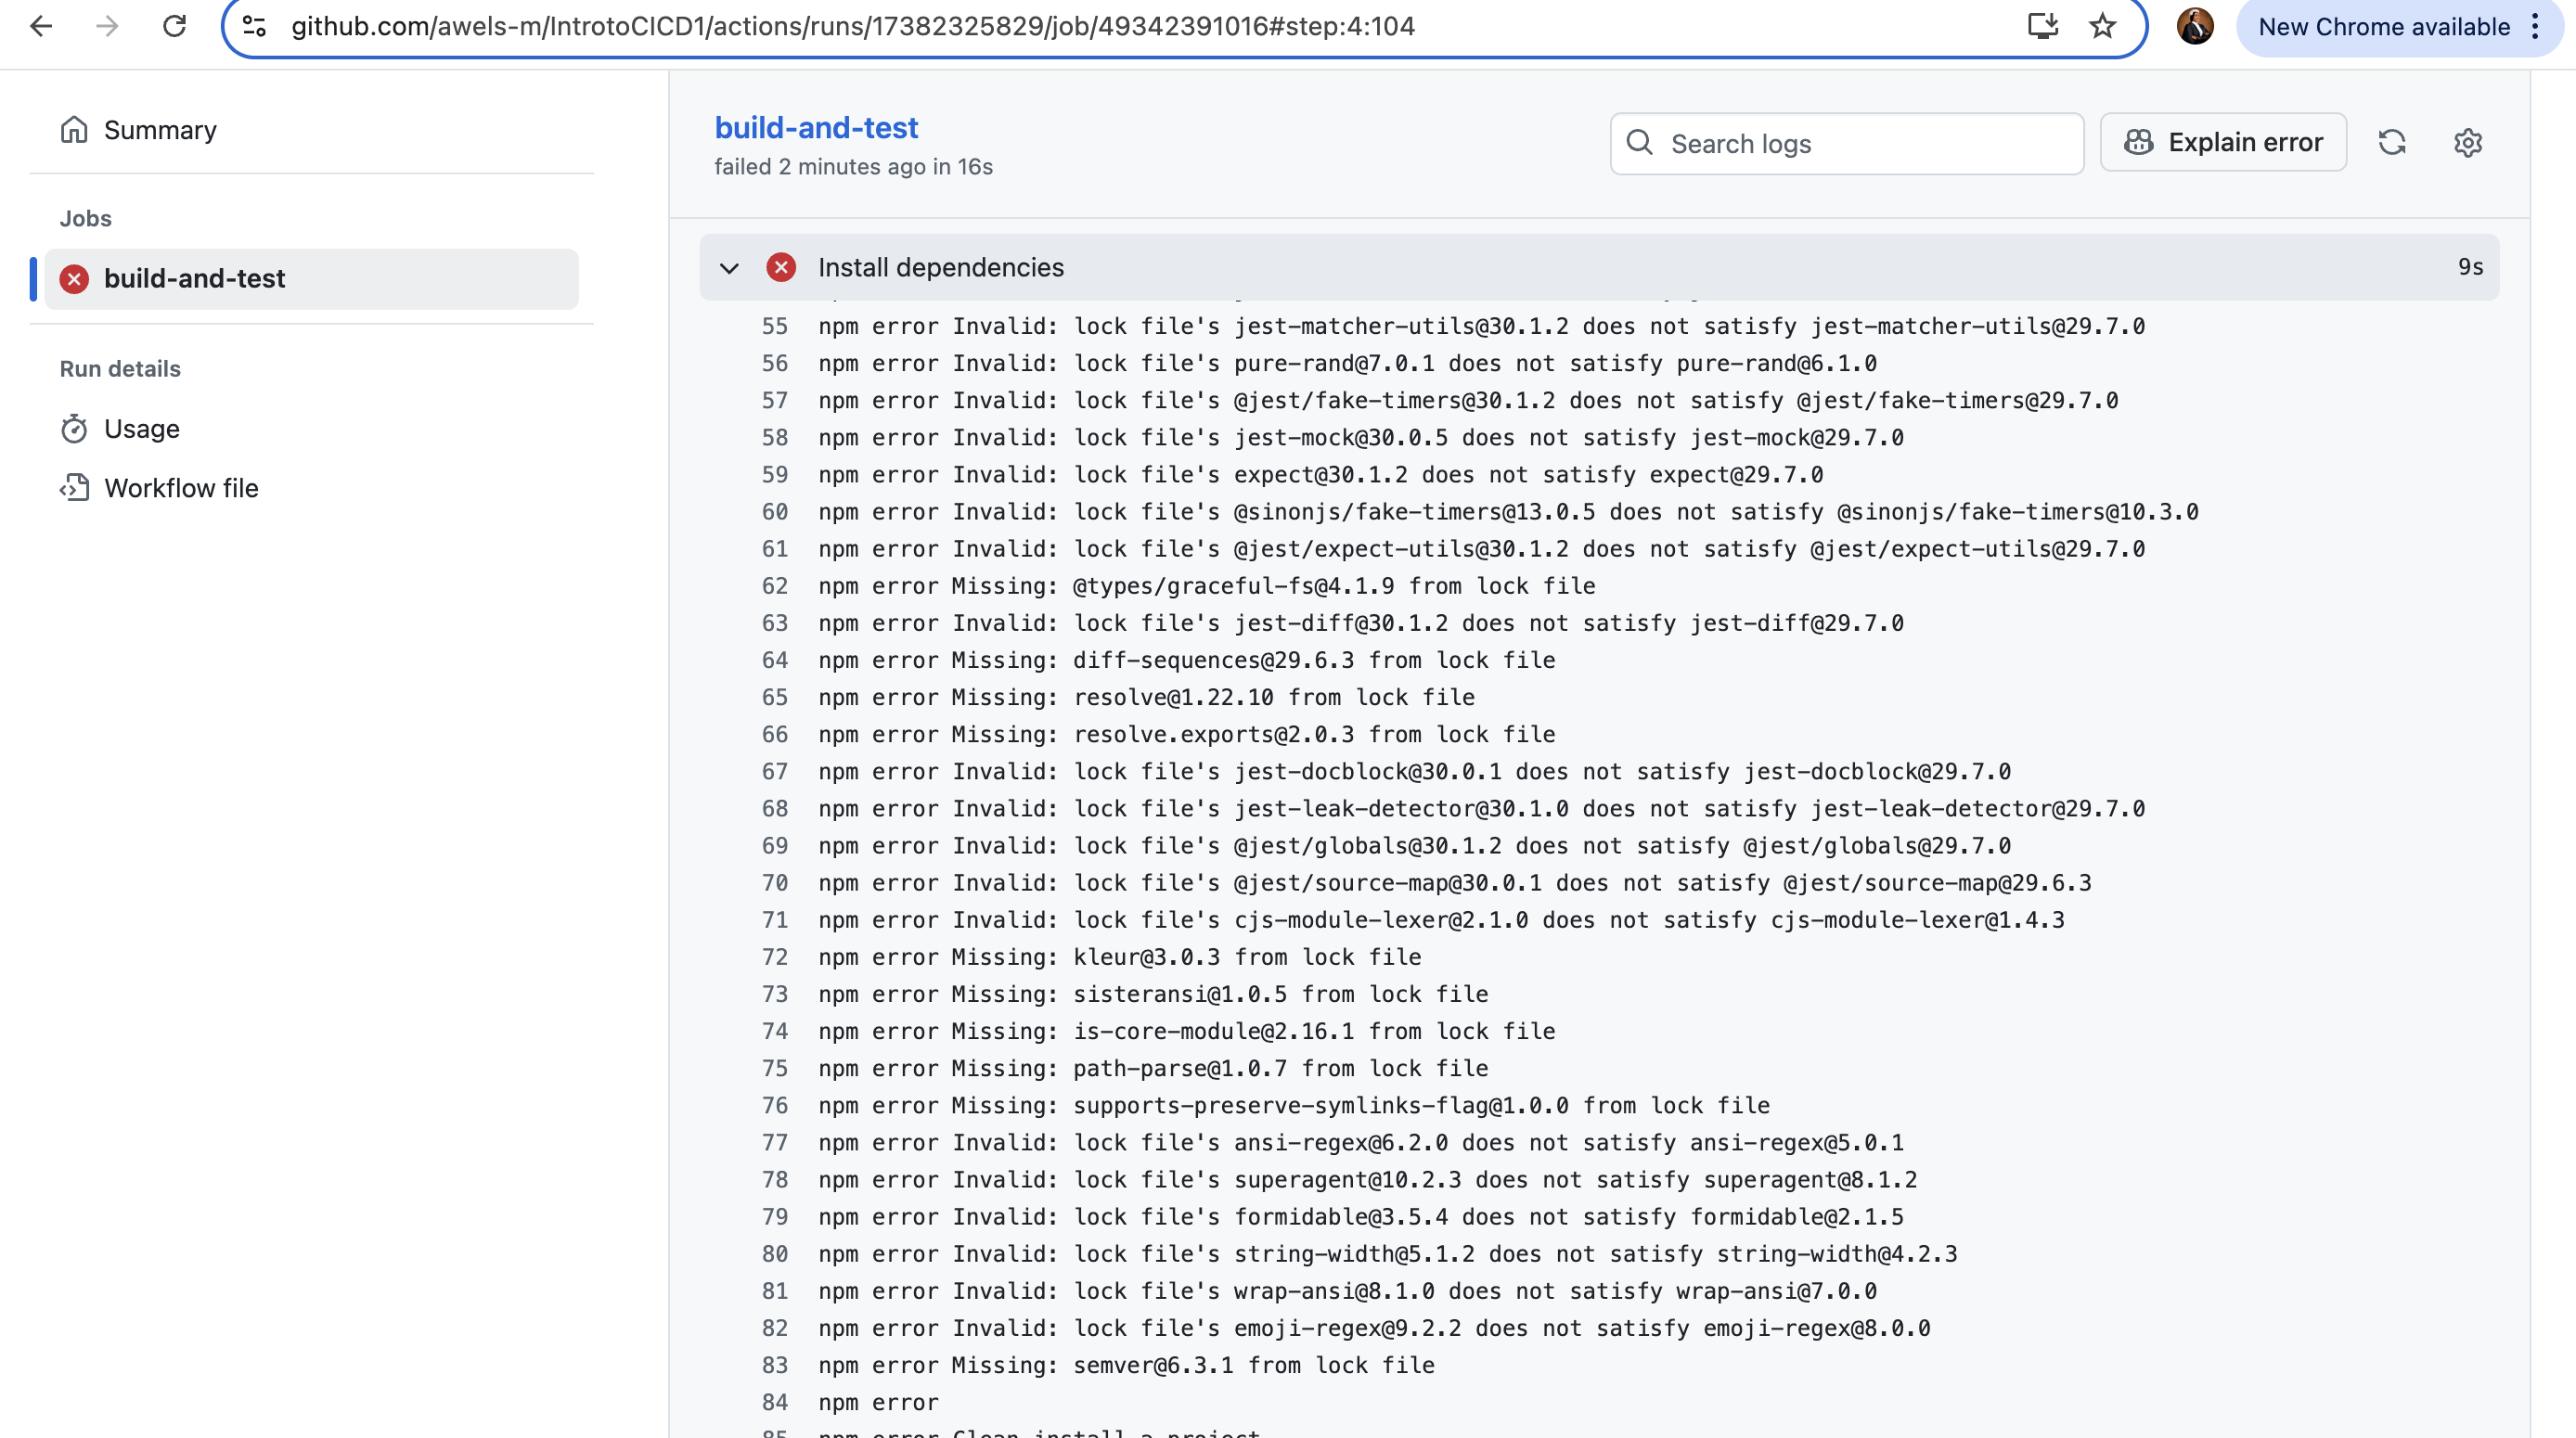 github.com/awels-m/IntrotoCICD1/actions/runs/17382325829/job/49342391016#step:4:104
New Chrome available
Summary
Jobs
build-and-test
Run details
Usage
Workflow file
build-and-test
failed 2 minutes ago in 16s
Search logs
Explain error
Install dependencies
9s
55 npm error Invalid: lock file's jest-matcher-utils@30.1.2 does not satisfy jest-matcher-utils@29.7.0
56 npm error Invalid: lock file's pure-rand@7.0.1 does not satisfy pure-rand@6.1.0
57 npm error Invalid: lock file's @jest/fake-timers@30.1.2 does not satisfy @jest/fake-timers@29.7.0
58 npm error Invalid: lock file's jest-mock@30.0.5 does not satisfy jest-mock@29.7.0
59 npm error Invalid: lock file's expect@30.1.2 does not satisfy expect@29.7.0
60 npm error Invalid: lock file's @sinonjs/fake-timers@13.0.5 does not satisfy @sinonjs/fake-timers@10.3.0
61 npm error Invalid: lock file's @jest/expect-utils@30.1.2 does not satisfy @jest/expect-utils@29.7.0
62 npm error Missing: @types/graceful-fs@4.1.9 from lock file
63 npm error Invalid: lock file's jest-diff@30.1.2 does not satisfy jest-diff@29.7.0
64 npm error Missing: diff-sequences@29.6.3 from lock file
65 npm error Missing: resolve@1.22.10 from lock file
66 npm error Missing: resolve.exports@2.0.3 from lock file
67 npm error Invalid: lock file's jest-docblock@30.0.1 does not satisfy jest-docblock@29.7.0
68 npm error Invalid: lock file's jest-leak-detector@30.1.0 does not satisfy jest-leak-detector@29.7.0
69 npm error Invalid: lock file's @jest/globals@30.1.2 does not satisfy @jest/globals@29.7.0
70 npm error Invalid: lock file's @jest/source-map@30.0.1 does not satisfy @jest/source-map@29.6.3
71 npm error Invalid: lock file's cjs-module-lexer@2.1.0 does not satisfy cjs-module-lexer@1.4.3
72 npm error Missing: kleur@3.0.3 from lock file
73 npm error Missing: sisteransi@1.0.5 from lock file
74 npm error Missing: is-core-module@2.16.1 from lock file
75 npm error Missing: path-parse@1.0.7 from lock file
76 npm error Missing: supports-preserve-symlinks-flag@1.0.0 from lock file
77 npm error Invalid: lock file's ansi-regex@6.2.0 does not satisfy ansi-regex@5.0.1
78 npm error Invalid: lock file's superagent@10.2.3 does not satisfy superagent@8.1.2
79 npm error Invalid: lock file's formidable@3.5.4 does not satisfy formidable@2.1.5
80 npm error Invalid: lock file's string-width@5.1.2 does not satisfy string-width@4.2.3
81 npm error Invalid: lock file's wrap-ansi@8.1.0 does not satisfy wrap-ansi@7.0.0
82 npm error Invalid: lock file's emoji-regex@9.2.2 does not satisfy emoji-regex@8.0.0
83 npm error Missing: semver@6.3.1 from lock file
84 npm error
85 npm error Clean install a project